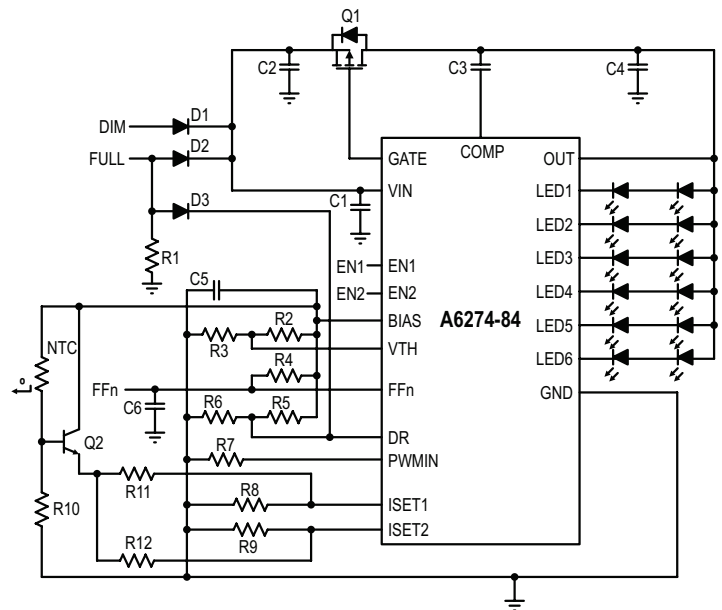 Q1
C2
C3
C4
DIM
D1
FULL
D2
D3
R1
C1
GATE
COMP
OUT
VIN
LED1
LED2
LED3
LED4
LED5
LED6
GND
EN1 EN1
EN2 EN2
BIAS
VTH
FFn
DR
PWMIN
ISET1
ISET2
A6274-84
C5
R2
R3
R4
NTC
FFn
C6
R6
R5
Q2
R7
R11
R8
R10
R9
R12
o